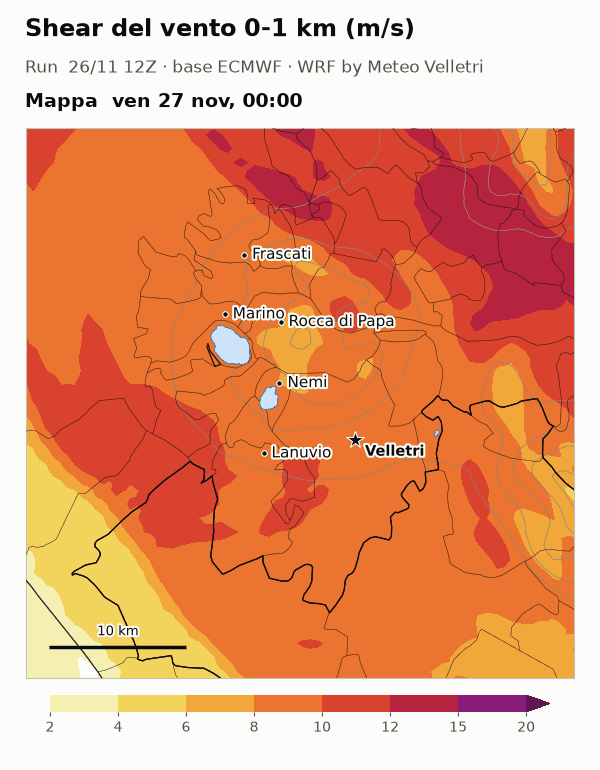 Shear del vento 0-1 km (m/s)
Run  26/11 12Z · base ECMWF · WRF by Meteo Velletri
Mappa  ven 27 nov, 00:00
Frascati
Marino
Rocca di Papa
Nemi
Velletri
Lanuvio
10 km
2 4 6 8 10 12 15 20